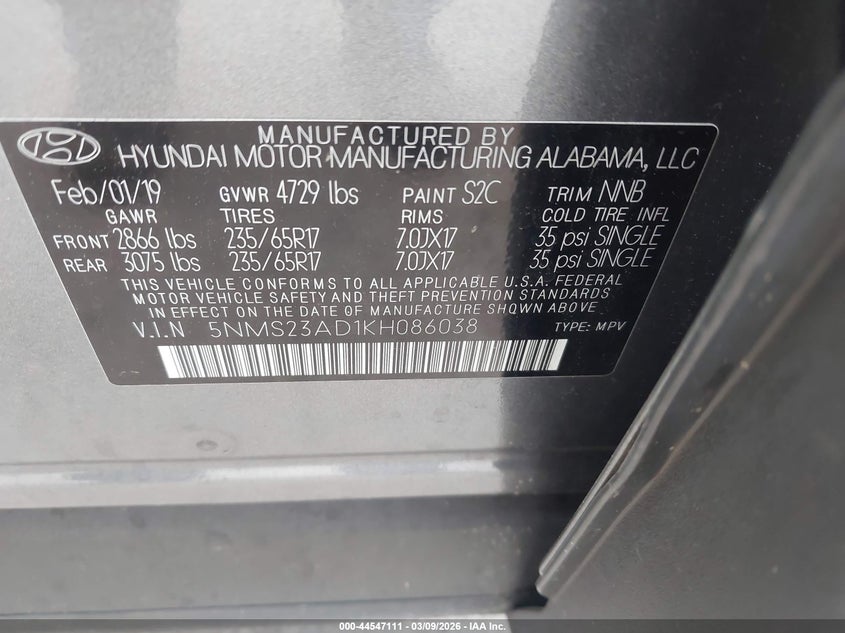 MANUFACTURED BY
HYUNDAI MOTOR MANUFACTURING ALABAMA, LLC
Feb/01/19 GVWR 4729 lbs PAINT S2C TRIM NNB
GAWR TIRES RIMS COLD TIRE INFL
FRONT 2866 lbs 235/65R17 7.0JX17 35 psi SINGLE
REAR 3075 lbs 235/65R17 7.0JX17 35 psi SINGLE
THIS VEHICLE CONFORMS TO ALL APPLICABLE U.S.A. FEDERAL
MOTOR VEHICLE SAFETY AND THEFT PREVENTION STANDARDS
IN EFFECT ON THE DATE OF MANUFACTURE SHOWN ABOVE
V.I.N 5NMS23AD1KH086038 TYPE: MPV
000-44547111 | 03/09/2026 | IAA Inc.